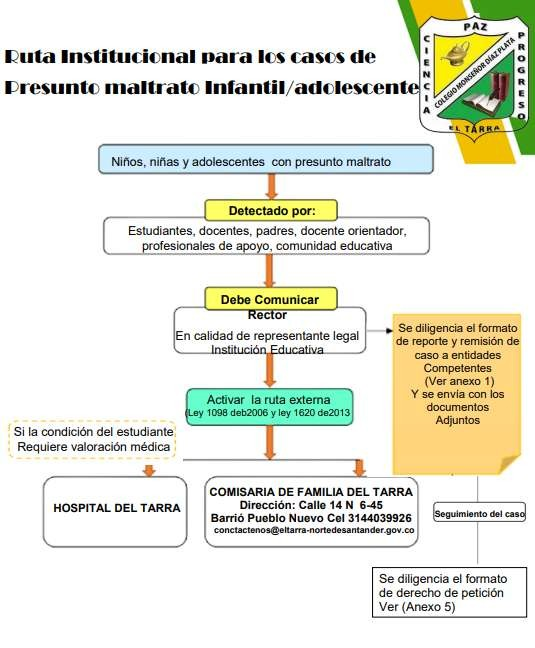 Ruta Institucional para los casos de
Presunto maltrato Infantil/adolescente
PAZ
CIENCIA
PROGRESO
COLEGIO MONSEÑOR DÍAZ PLATA
EL TARRA
Niños, niñas y adolescentes con presunto maltrato
Detectado por:
Estudiantes, docentes, padres, docente orientador,
profesionales de apoyo, comunidad educativa
Debe Comunicar
Rector
En calidad de representante legal
Institución Educativa
Se diligencia el formato
de reporte y remisión de
caso a entidades
Competentes
(Ver anexo 1)
Y se envía con los
documentos
Adjuntos
Activar la ruta externa
(Ley 1098 deb2006 y ley 1620 de2013
Si la condición del estudiante
Requiere valoración médica
HOSPITAL DEL TARRA
COMISARIA DE FAMILIA DEL TARRA
Dirección: Calle 14 N 6-45
Barrió Pueblo Nuevo Cel 3144039926
conctactenos@eltarra-nortedesantander.gov.co
Seguimiento del caso
Se diligencia el formato
de derecho de petición
Ver (Anexo 5)